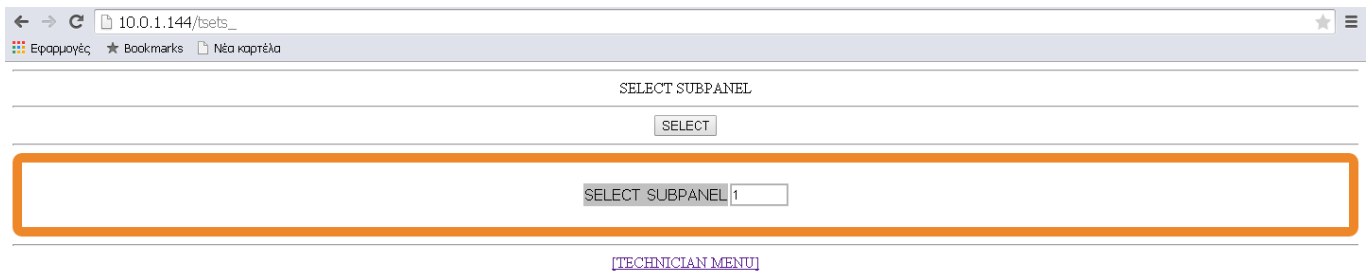 10.0.1.144/tsets_
Εφαρμογές Bookmarks Νέα καρτέλα
SELECT SUBPANEL
SELECT
SELECT SUBPANEL 1
[TECHNICIAN MENU]